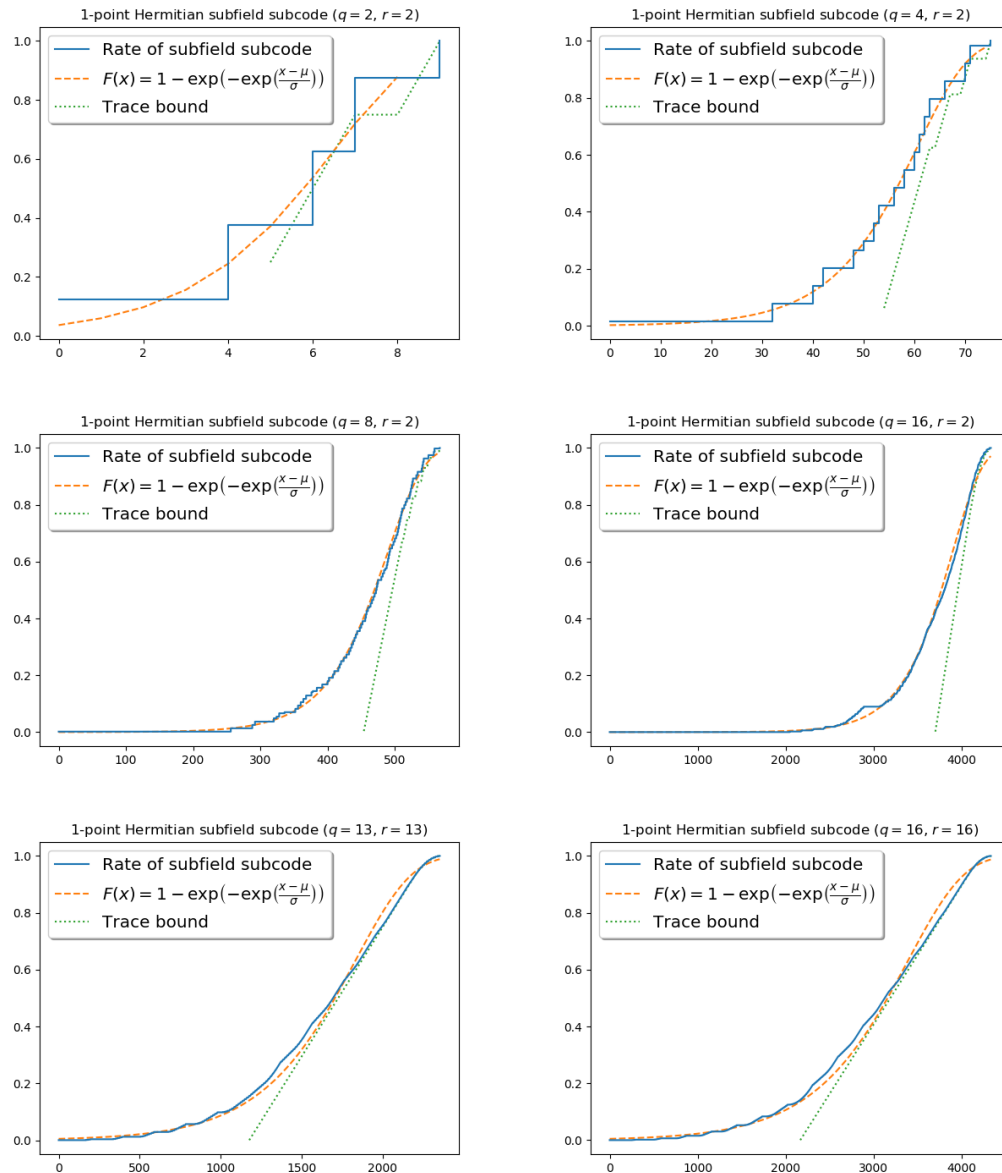 1-point Hermitian subfield subcode (q = 2, r = 2)
1.0
0.8
0.6
0.4
0.2
0.0
Rate of subfield subcode
F(x) = 1 − exp(−exp(x−μ/σ))
Trace bound
0 2 4 6 8
1-point Hermitian subfield subcode (q = 4, r = 2)
1.0
0.8
0.6
0.4
0.2
0.0
Rate of subfield subcode
F(x) = 1 − exp(−exp(x−μ/σ))
Trace bound
0 10 20 30 40 50 60 70
1-point Hermitian subfield subcode (q = 8, r = 2)
1.0
0.8
0.6
0.4
0.2
0.0
Rate of subfield subcode
F(x) = 1 − exp(−exp(x−μ/σ))
Trace bound
0 100 200 300 400 500
1-point Hermitian subfield subcode (q = 16, r = 2)
1.0
0.8
0.6
0.4
0.2
0.0
Rate of subfield subcode
F(x) = 1 − exp(−exp(x−μ/σ))
Trace bound
0 1000 2000 3000 4000
1-point Hermitian subfield subcode (q = 13, r = 13)
1.0
0.8
0.6
0.4
0.2
0.0
Rate of subfield subcode
F(x) = 1 − exp(−exp(x−μ/σ))
Trace bound
0 500 1000 1500 2000
1-point Hermitian subfield subcode (q = 16, r = 16)
1.0
0.8
0.6
0.4
0.2
0.0
Rate of subfield subcode
F(x) = 1 − exp(−exp(x−μ/σ))
Trace bound
0 1000 2000 3000 4000